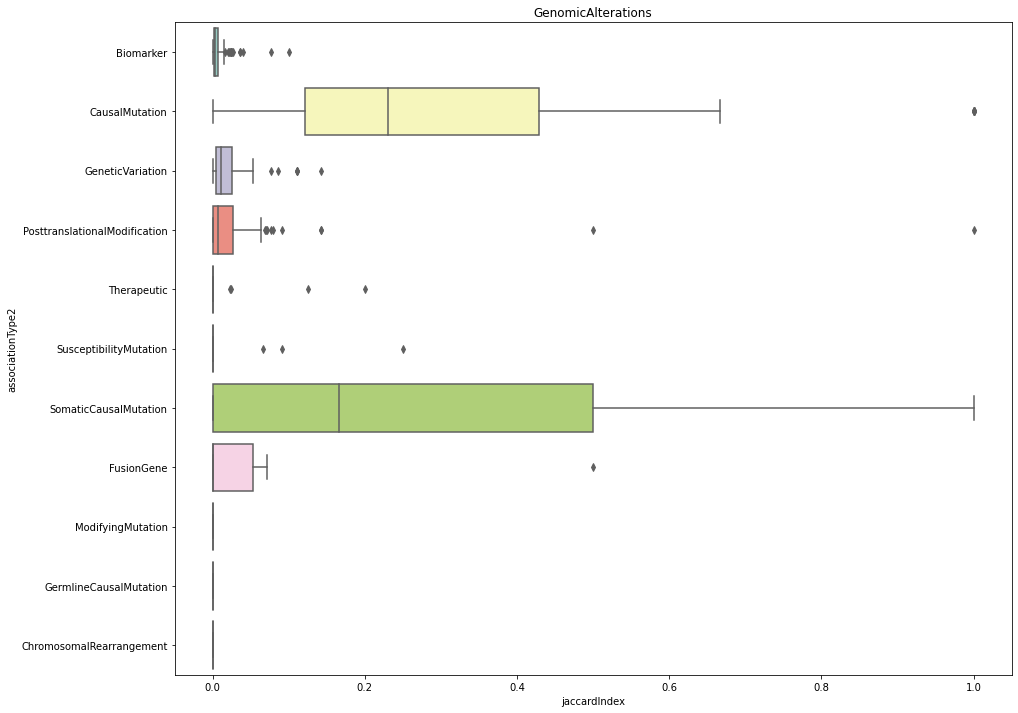 GenomicAlterations
associationType2
Biomarker
CausalMutation
GeneticVariation
PosttranslationalModification
Therapeutic
SusceptibilityMutation
SomaticCausalMutation
FusionGene
ModifyingMutation
GermlineCausalMutation
ChromosomalRearrangement
0.0 0.2 0.4 0.6 0.8 1.0
jaccardIndex